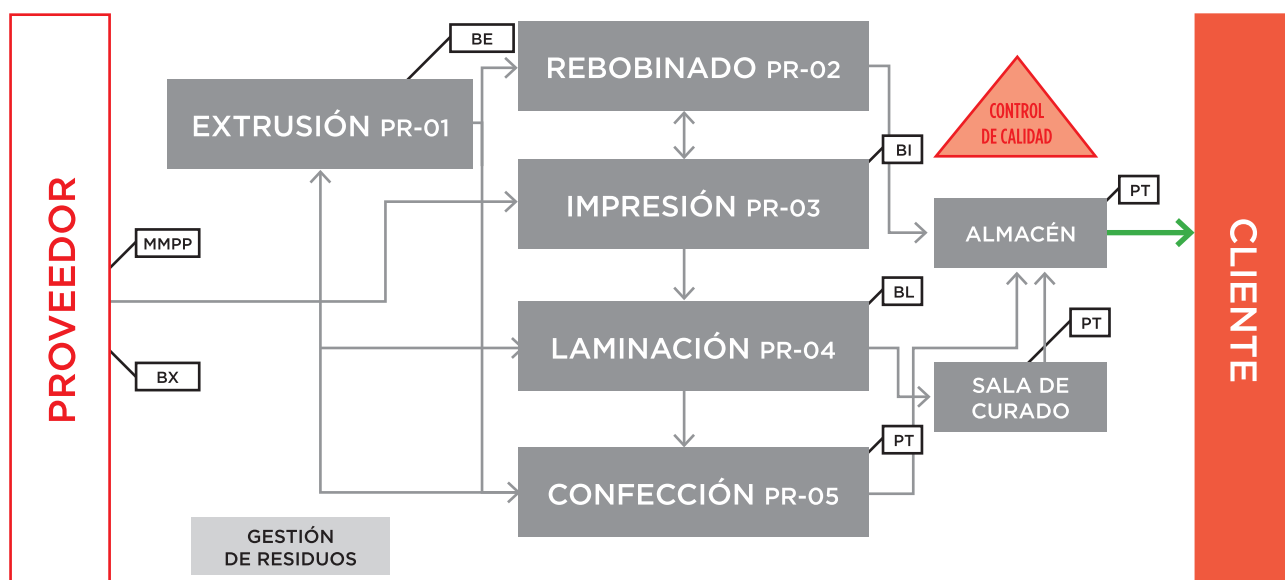 PROVEEDOR
MMPP
BX
BE
EXTRUSIÓN PR-01
REBOBINADO PR-02
IMPRESIÓN PR-03
BI
LAMINACIÓN PR-04
BL
CONFECCIÓN PR-05
PT
GESTIÓN
DE RESIDUOS
CONTROL
DE CALIDAD
PT
ALMACÉN
PT
SALA DE
CURADO
CLIENTE